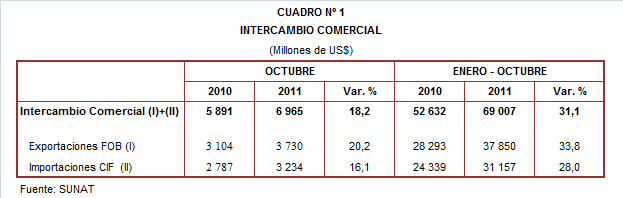 CUADRO Nº 1
INTERCAMBIO COMERCIAL
(Millones de US$)
OCTUBRE ENERO - OCTUBRE
2010 2011 Var. % 2010 2011 Var. %
Intercambio Comercial (I)+(II) 5 891 6 965 18,2 52 632 69 007 31,1
Exportaciones FOB (I) 3 104 3 730 20,2 28 293 37 850 33,8
Importaciones CIF (II) 2 787 3 234 16,1 24 339 31 157 28,0
Fuente: SUNAT